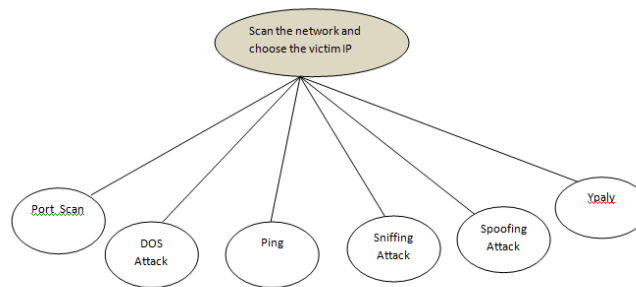 Scan the network and
choose the victim IP
Port Scan
DOS
Attack
Ping
Sniffing
Attack
Spoofing
Attack
Ypaly